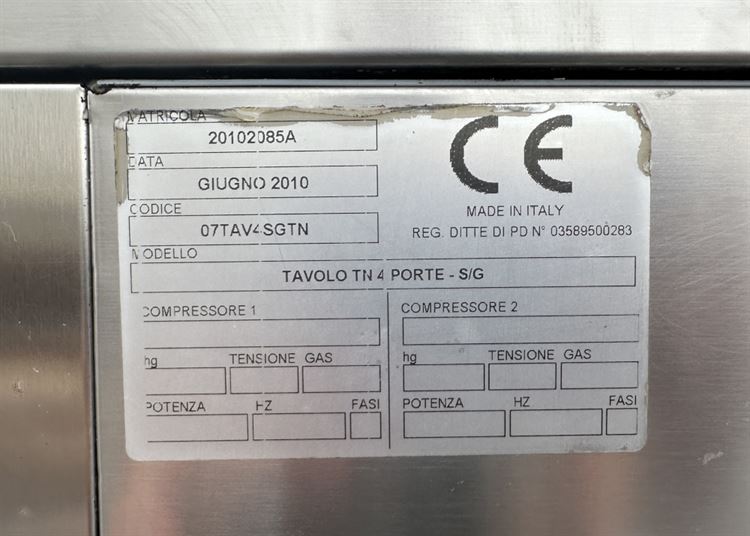 MATRICOLA
20102085A
DATA
GIUGNO 2010
CODICE
07TAV4SGTN
CE
MADE IN ITALY
REG. DITTE DI PD N° 03589500283
MODELLO
TAVOLO TN 4 PORTE - S/G
COMPRESSORE 1
hg TENSIONE GAS
POTENZA HZ FASI
COMPRESSORE 2
hg TENSIONE GAS
POTENZA HZ FASI